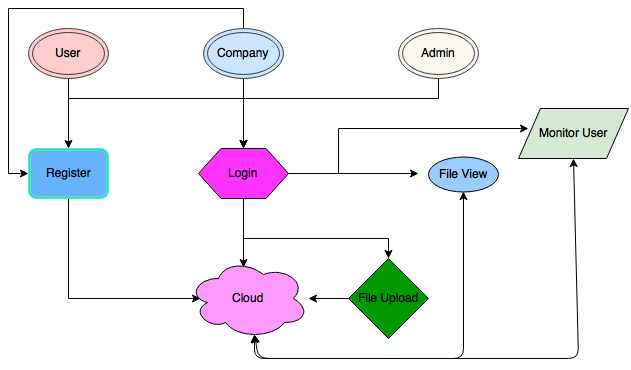 User
Company
Admin
Monitor User
Register
Login
File View
Cloud
File Upload